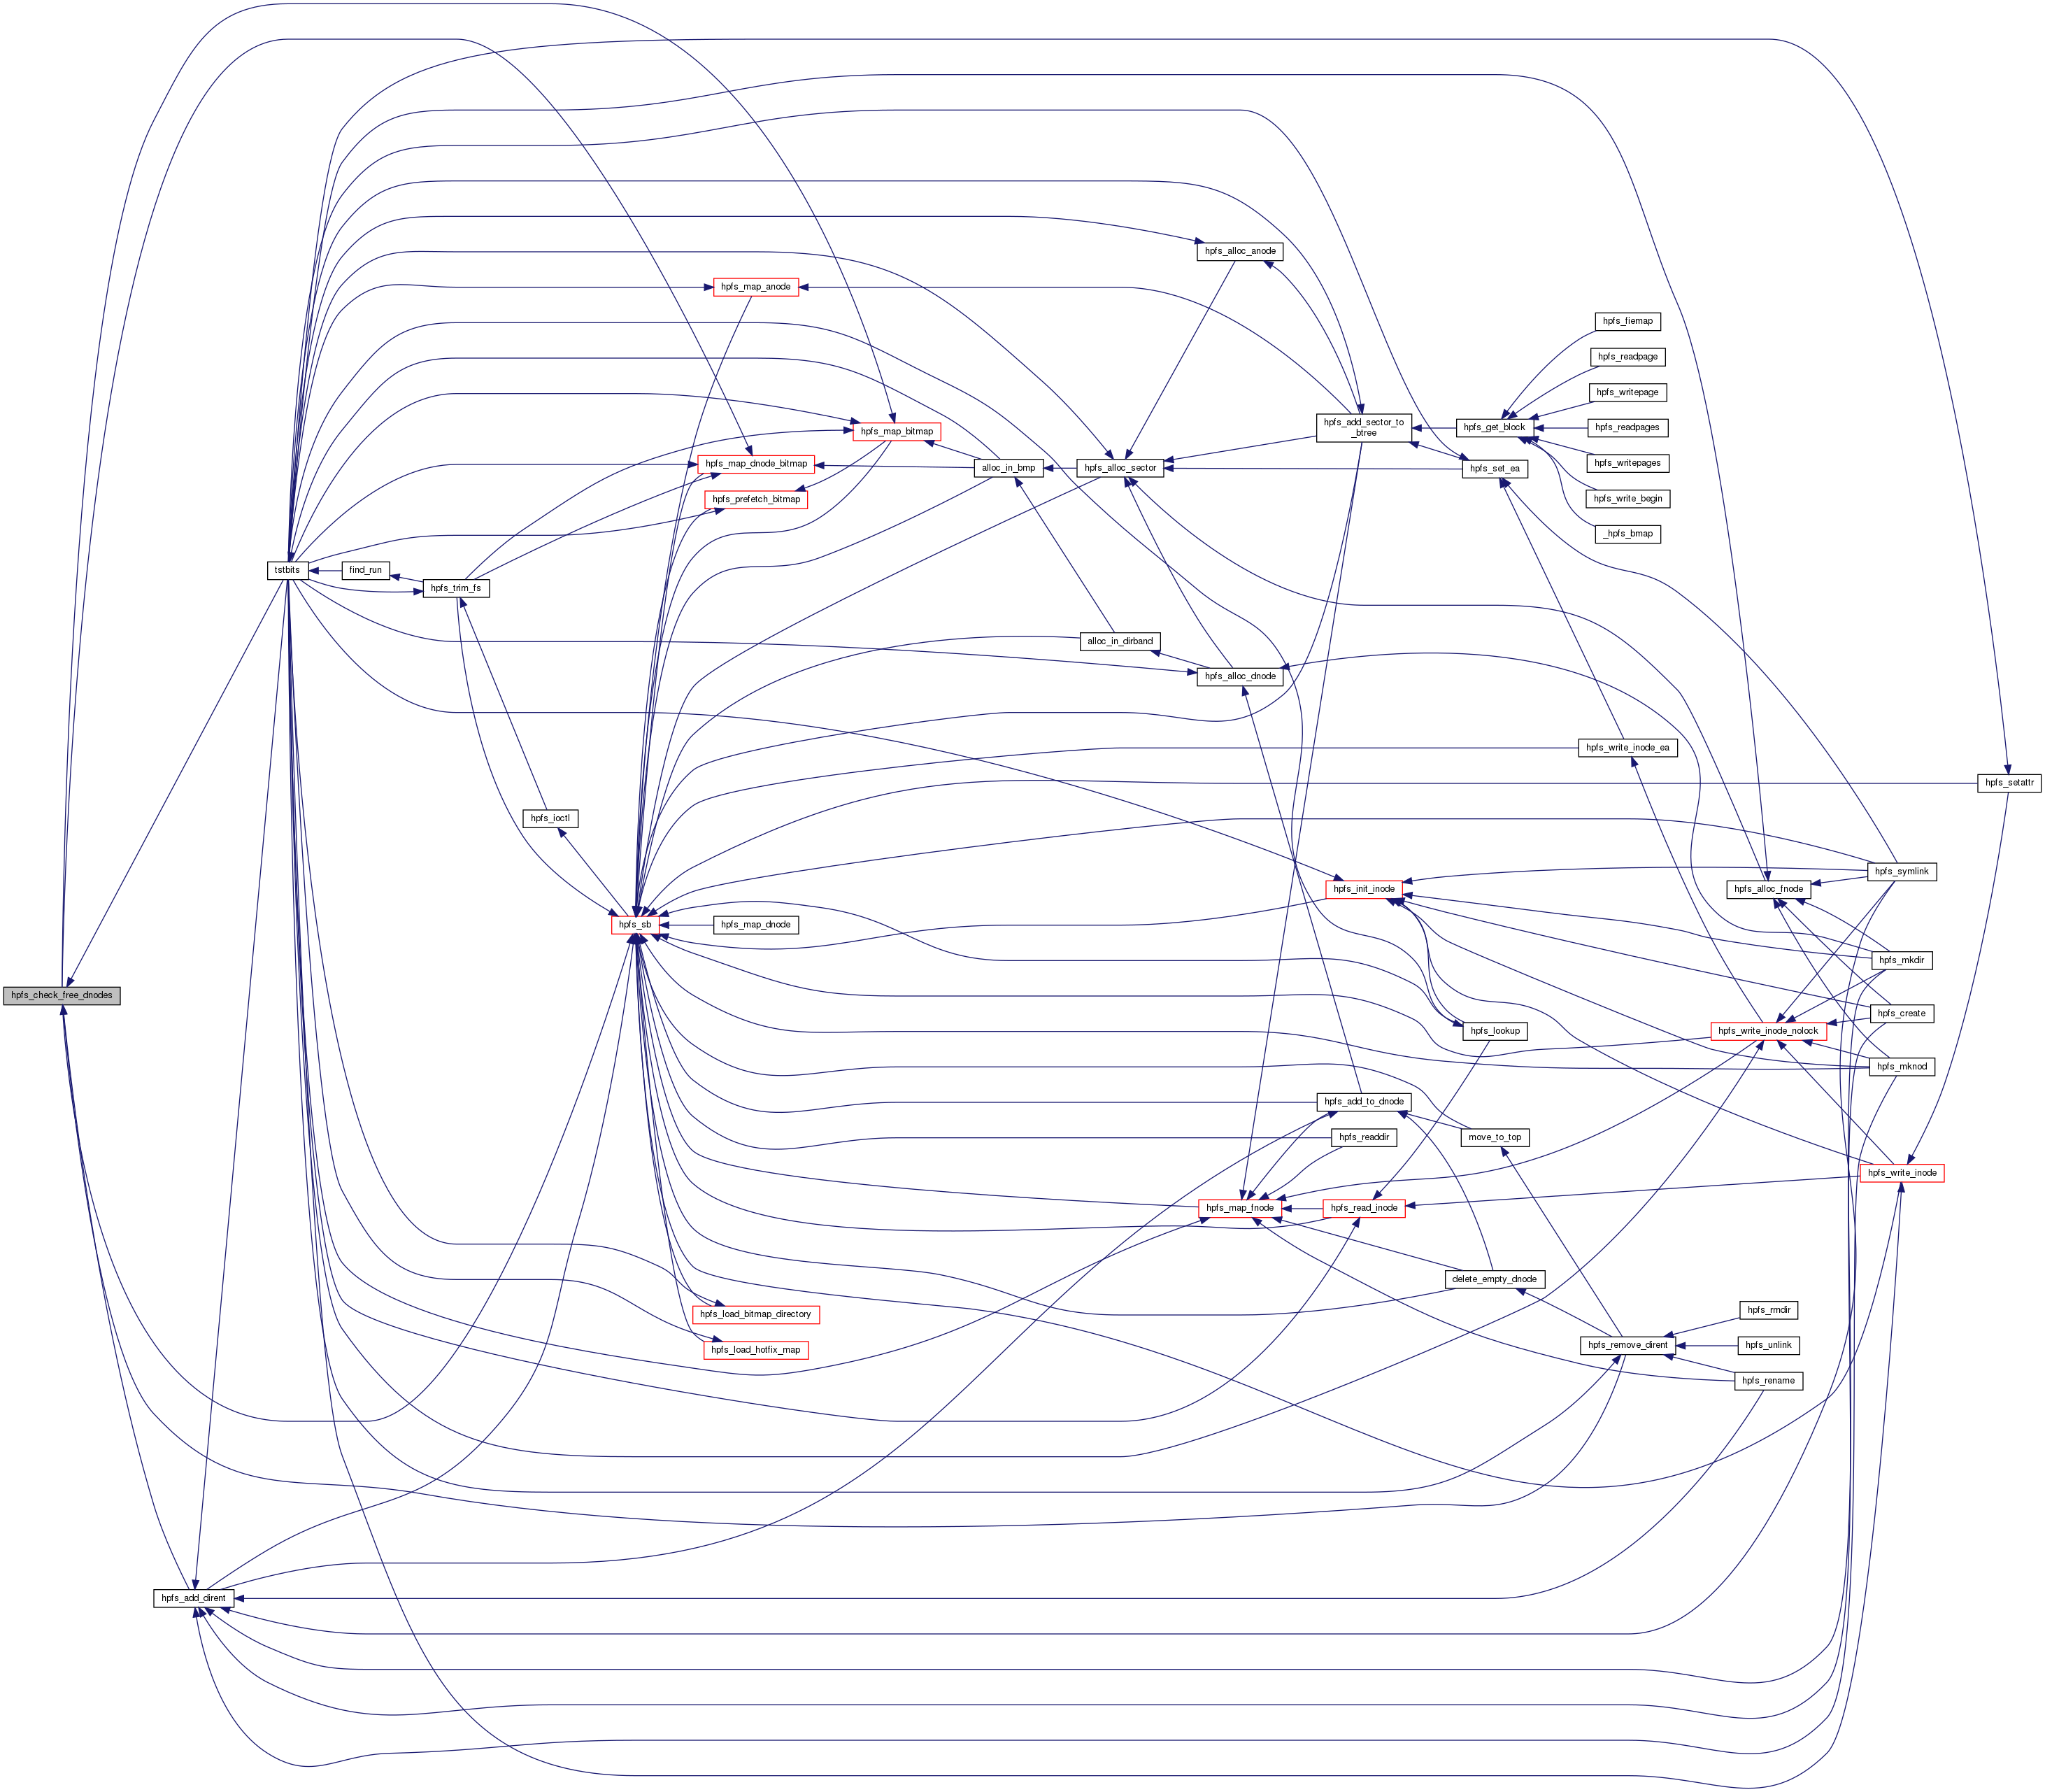 hpfs_alloc_anode
hpfs_map_anode
hpfs_fiemap
hpfs_readpage
hpfs_writepage
hpfs_add_sector_to
_btree
hpfs_get_block
hpfs_readpages
hpfs_map_bitmap
hpfs_map_dnode_bitmap
alloc_in_bmp
hpfs_alloc_sector
hpfs_set_ea
hpfs_writepages
hpfs_prefetch_bitmap
hpfs_write_begin
_hpfs_bmap
tstbits
find_run
hpfs_trim_fs
alloc_in_dirband
hpfs_alloc_dnode
hpfs_write_inode_ea
hpfs_setattr
hpfs_ioctl
hpfs_symlink
hpfs_init_inode
hpfs_alloc_fnode
hpfs_sb
hpfs_map_dnode
hpfs_mkdir
hpfs_check_free_dnodes
hpfs_create
hpfs_lookup
hpfs_write_inode_nolock
hpfs_mknod
hpfs_add_to_dnode
hpfs_readdir
move_to_top
hpfs_write_inode
hpfs_map_fnode
hpfs_read_inode
delete_empty_dnode
hpfs_load_bitmap_directory
hpfs_rmdir
hpfs_load_hotfix_map
hpfs_remove_dirent
hpfs_unlink
hpfs_rename
hpfs_add_dirent